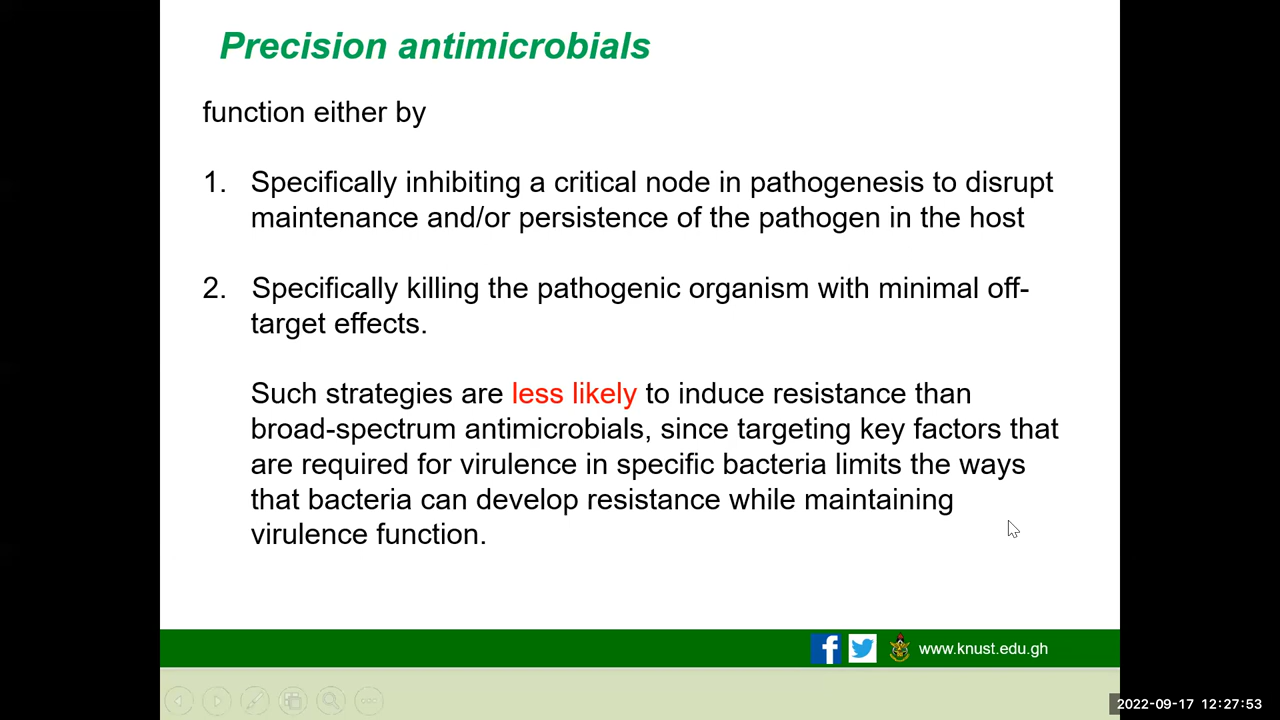 Precision antimicrobials
function either by
1. Specifically inhibiting a critical node in pathogenesis to disrupt
maintenance and/or persistence of the pathogen in the host
2. Specifically killing the pathogenic organism with minimal off-
target effects.
Such strategies are less likely to induce resistance than
broad-spectrum antimicrobials, since targeting key factors that
are required for virulence in specific bacteria limits the ways
that bacteria can develop resistance while maintaining
virulence function.
www.knust.edu.gh
2022-09-17 12:27:53